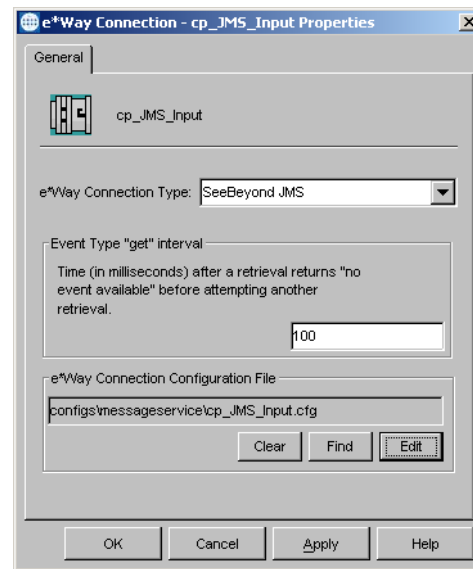 e*Way Connection - cp_JMS_Input Properties
General
cp_JMS_Input
e*Way Connection Type:
SeeBeyond JMS
Event Type "get" interval
Time (in milliseconds) after a retrieval returns "no
event available" before attempting another
retrieval.
100
e*Way Connection Configuration File
configs\messageservice\cp_JMS_Input.cfg
Clear
Find
Edit
OK
Cancel
Apply
Help